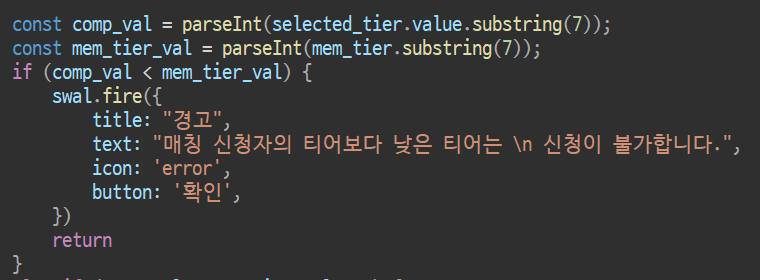 const comp_val = parseInt(selected_tier.value.substring(7));
const mem_tier_val = parseInt(mem_tier.substring(7));
if (comp_val < mem_tier_val) {
    swal.fire({
        title: "경고",
        text: "매칭 신청자의 티어보다 낮은 티어는 \n 신청이 불가합니다.",
        icon: 'error',
        button: '확인',
    })
    return
}